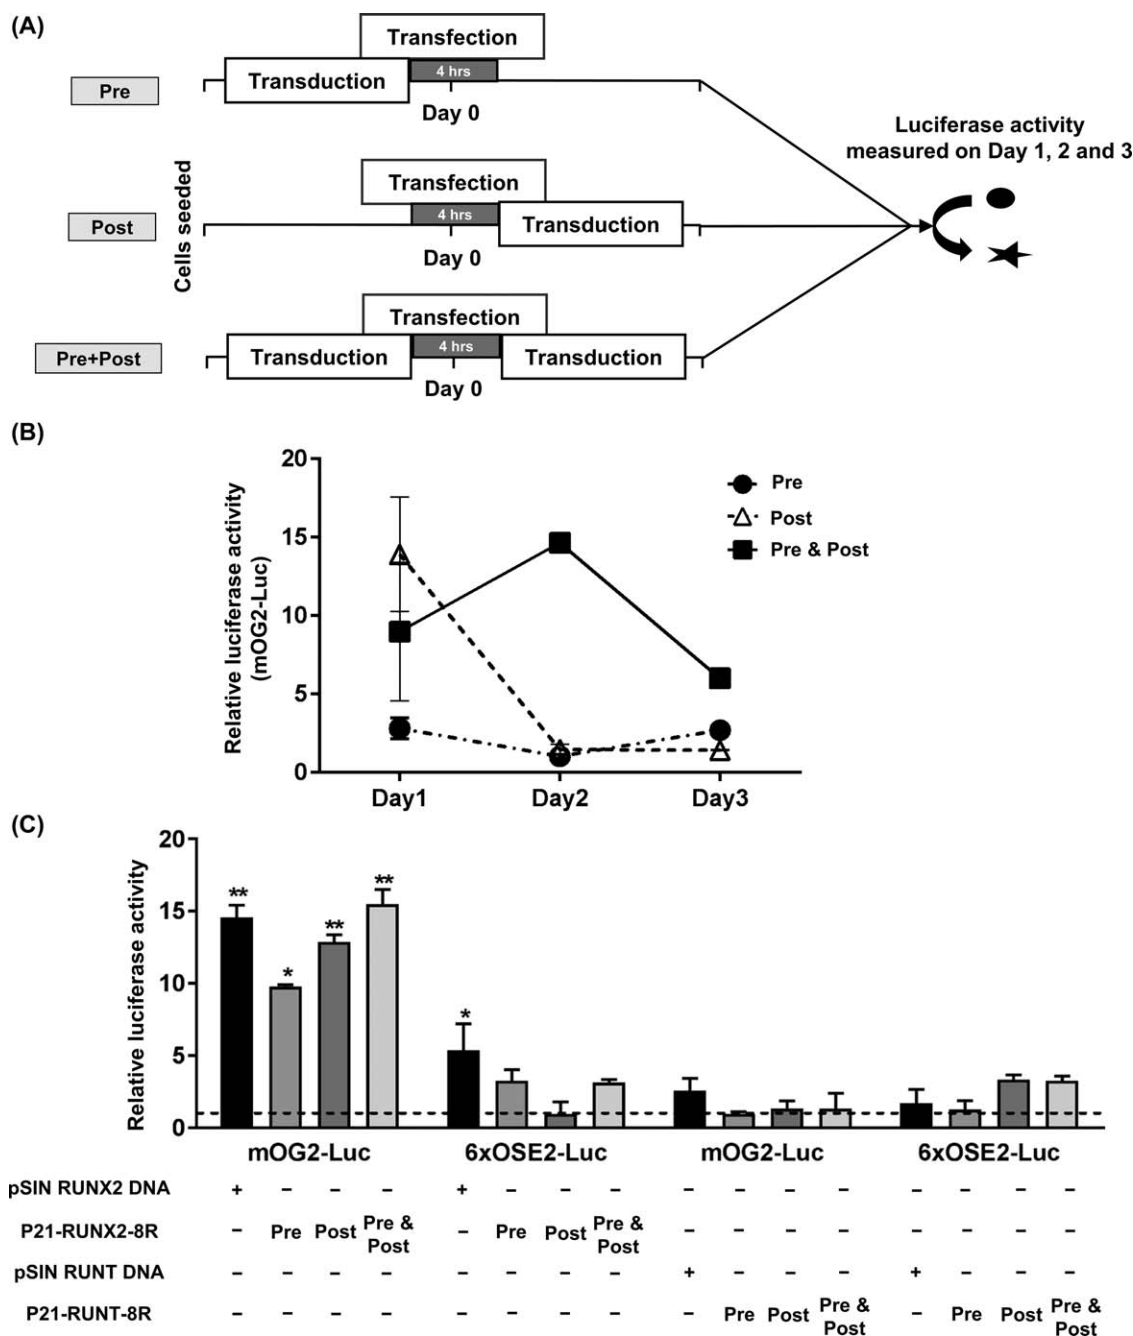 (A)
Pre
Transfection
4 hrs
Transduction
Day 0
Post
Transfection
4 hrs
Transduction
Day 0
Pre+Post
Transfection
4 hrs
Transduction
Transduction
Day 0
Cells seeded
Luciferase activity
measured on Day 1, 2 and 3
(B)
Relative luciferase activity
(mOG2-Luc)
20
15
10
5
0
Day1
Day2
Day3
Pre
Post
Pre & Post
(C)
Relative luciferase activity
20
15
10
5
0
** * ** ** *
mOG2-Luc 6xOSE2-Luc mOG2-Luc 6xOSE2-Luc
pSIN RUNX2 DNA + – – – + – – – – – – – – – – –
P21-RUNX2-8R – Pre Post Pre & Post – Pre Post Pre & Post – – – – – – – –
pSIN RUNT DNA – – – – – – – – + – – – + – – –
P21-RUNT-8R – – – – – – – – – Pre Post Pre & Post – Pre Post Pre & Post